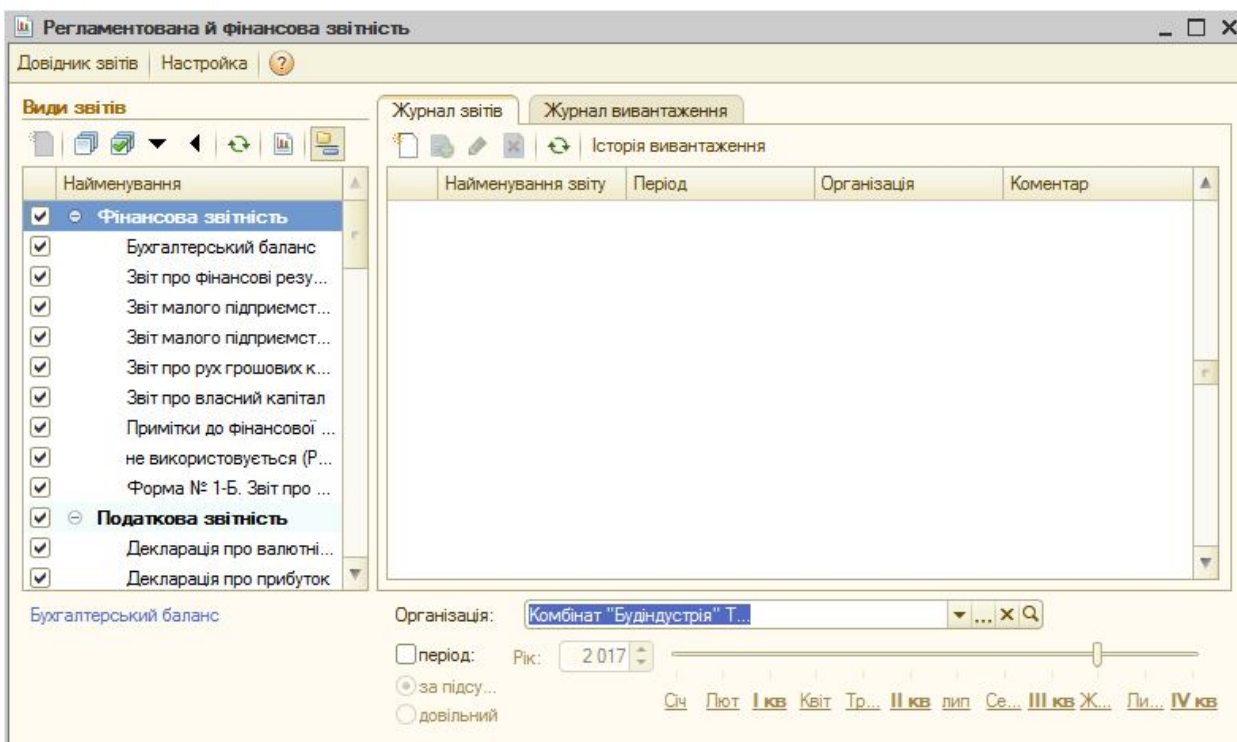 Регламентована й фінансова звітність
Довідник звітів Настройка ?
Види звітів
Журнал звітів Журнал вивантаження
Історія вивантаження
Найменування
Найменування звіту Період Організація Коментар
Фінансова звітність
Бухгалтерський баланс
Звіт про фінансові резу...
Звіт малого підприємст...
Звіт малого підприємст...
Звіт про рух грошових к...
Звіт про власний капітал
Примітки до фінансової ...
не використовується (Р...
Форма № 1-Б. Звіт про ...
Податкова звітність
Декларація про валютні...
Декларація про прибуток
Бухгалтерський баланс
Організація: Комбінат "Будіндустрія" Т...
період: Рік: 2 017
за підсу...
довільний
Січ Лют I кв Квіт Тр... II кв лип Се... III кв Ж... Ли... IV кв